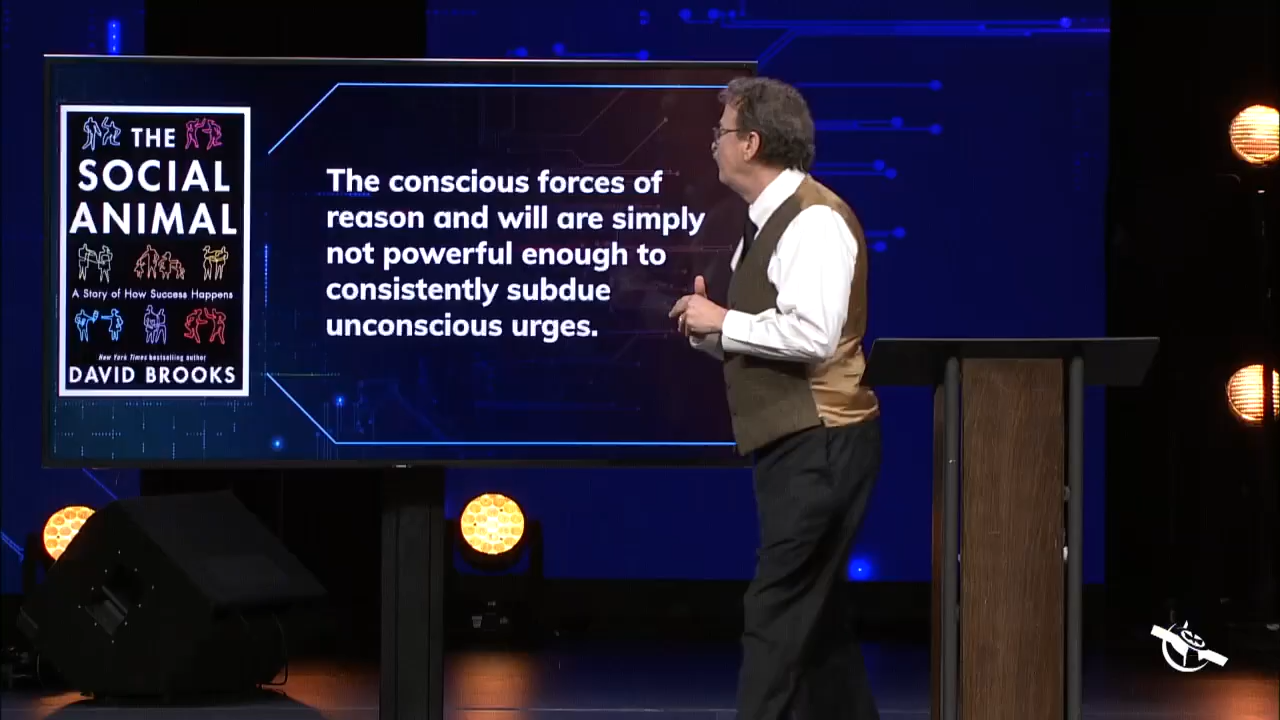 THE
SOCIAL
ANIMAL
A Story of How Success Happens
New York Times bestselling author
DAVID BROOKS
The conscious forces of
reason and will are simply
not powerful enough to
consistently subdue
unconscious urges.